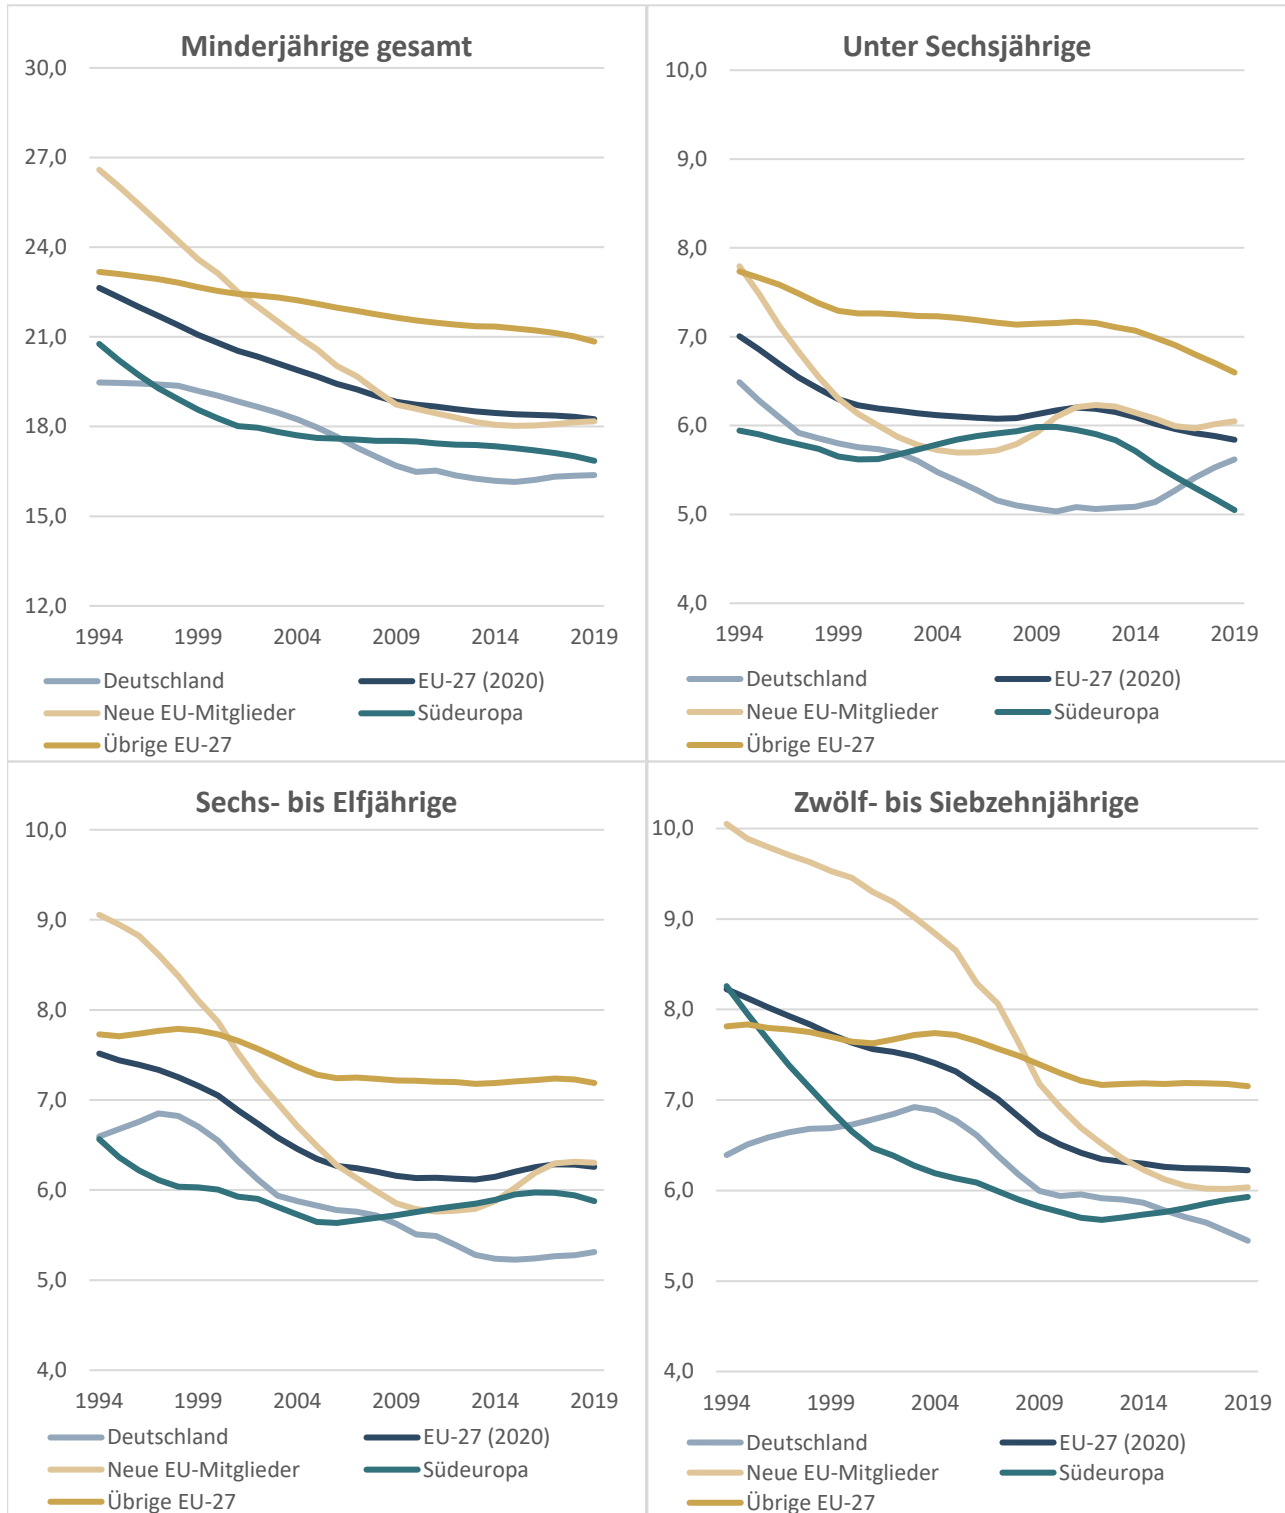 Minderjährige gesamt
30,0
27,0
24,0
21,0
18,0
15,0
12,0
1994 1999 2004 2009 2014 2019
Deutschland EU-27 (2020)
Neue EU-Mitglieder Südeuropa
Übrige EU-27
Unter Sechsjährige
10,0
9,0
8,0
7,0
6,0
5,0
4,0
1994 1999 2004 2009 2014 2019
Deutschland EU-27 (2020)
Neue EU-Mitglieder Südeuropa
Übrige EU-27
Sechs- bis Elfjährige
10,0
9,0
8,0
7,0
6,0
5,0
4,0
1994 1999 2004 2009 2014 2019
Deutschland EU-27 (2020)
Neue EU-Mitglieder Südeuropa
Übrige EU-27
Zwölf- bis Siebzehnjährige
10,0
9,0
8,0
7,0
6,0
5,0
4,0
1994 1999 2004 2009 2014 2019
Deutschland EU-27 (2020)
Neue EU-Mitglieder Südeuropa
Übrige EU-27